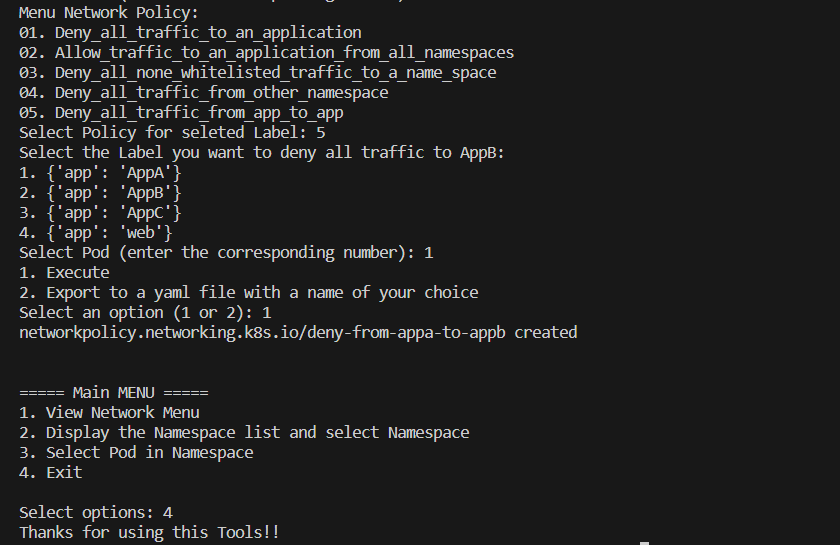 Menu Network Policy:
01. Deny_all_traffic_to_an_application
02. Allow_traffic_to_an_application_from_all_namespaces
03. Deny_all_none_whitelisted_traffic_to_a_name_space
04. Deny_all_traffic_from_other_namespace
05. Deny_all_traffic_from_app_to_app
Select Policy for seleted Label: 5
Select the Label you want to deny all traffic to AppB:
1. {'app': 'AppA'}
2. {'app': 'AppB'}
3. {'app': 'AppC'}
4. {'app': 'web'}
Select Pod (enter the corresponding number): 1
1. Execute
2. Export to a yaml file with a name of your choice
Select an option (1 or 2): 1
networkpolicy.networking.k8s.io/deny-from-appa-to-appb created
===== Main MENU =====
1. View Network Menu
2. Display the Namespace list and select Namespace
3. Select Pod in Namespace
4. Exit
Select options: 4
Thanks for using this Tools!!